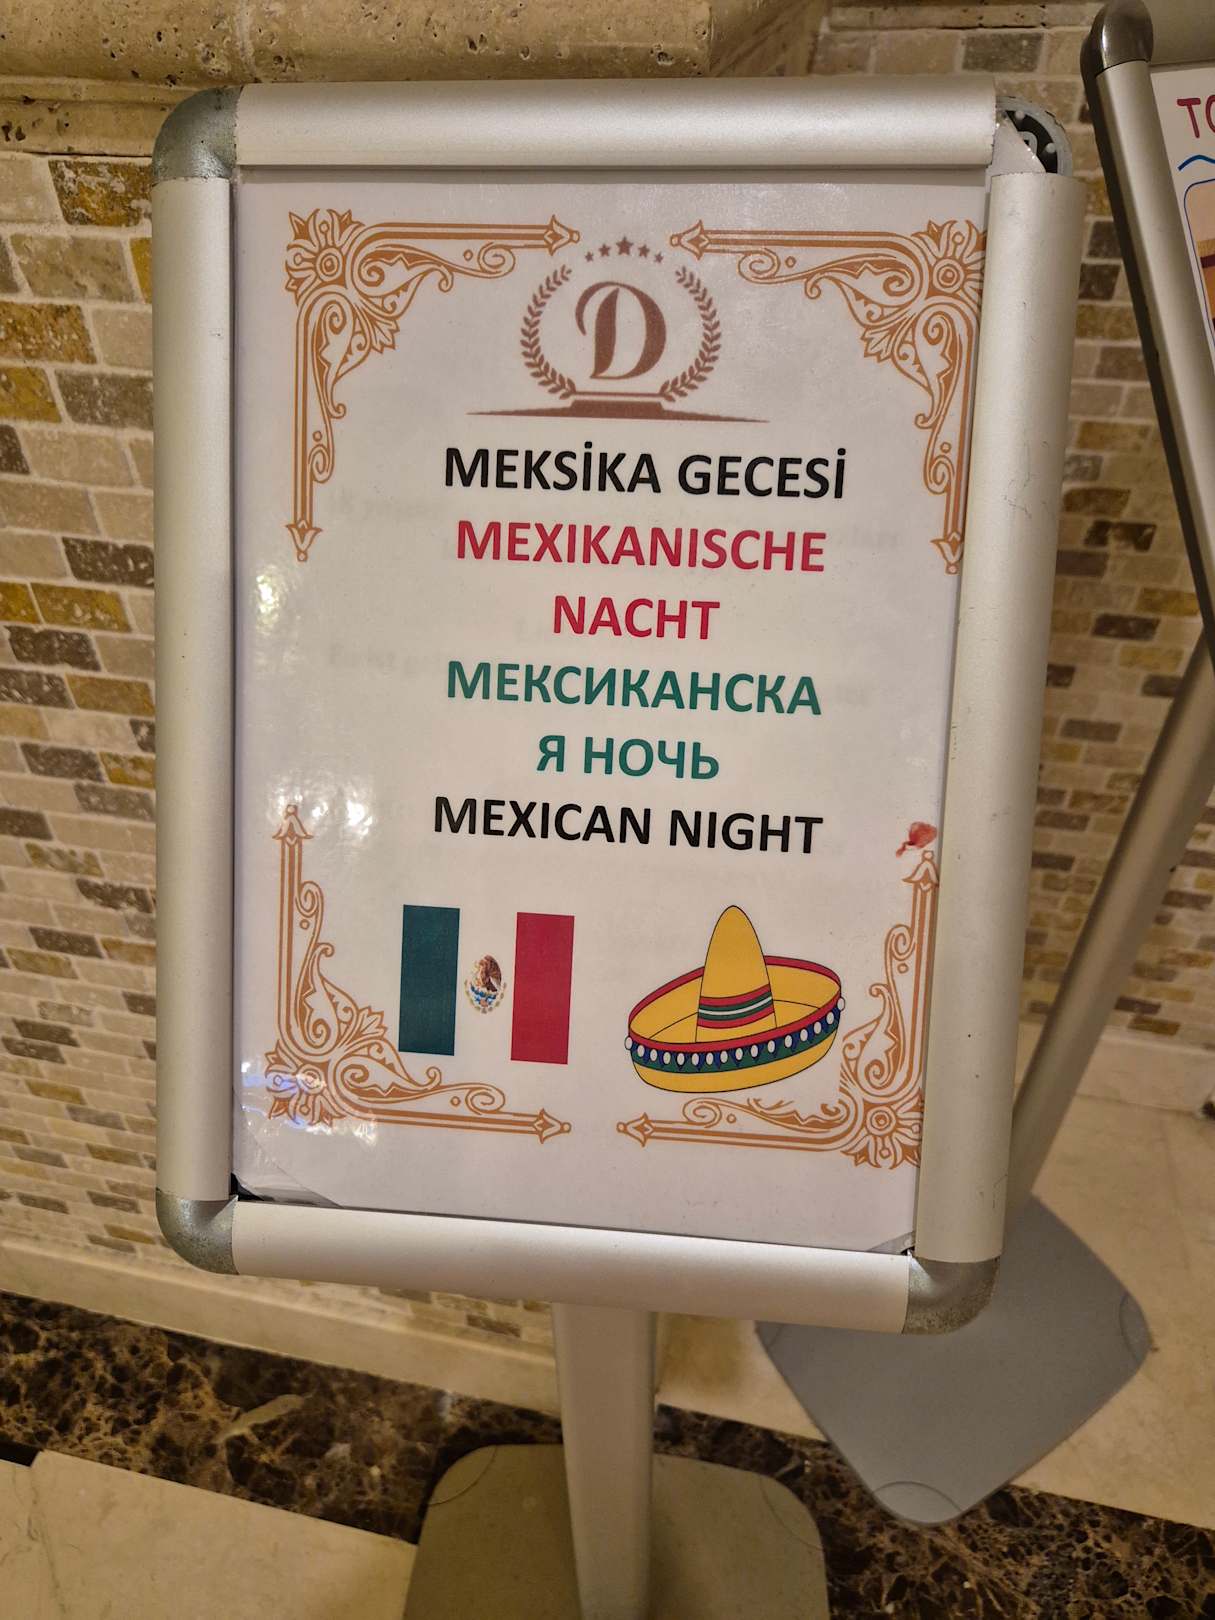 D
MEKSİKA GECESİ
MEXIKANISCHE
NACHT
МЕКСИКАНСКА
Я НОЧЬ
MEXICAN NIGHT